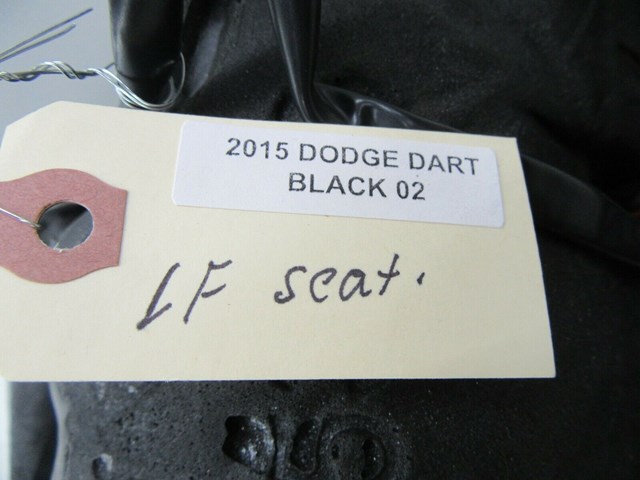 2015 DODGE DART
BLACK 02
LF seat.